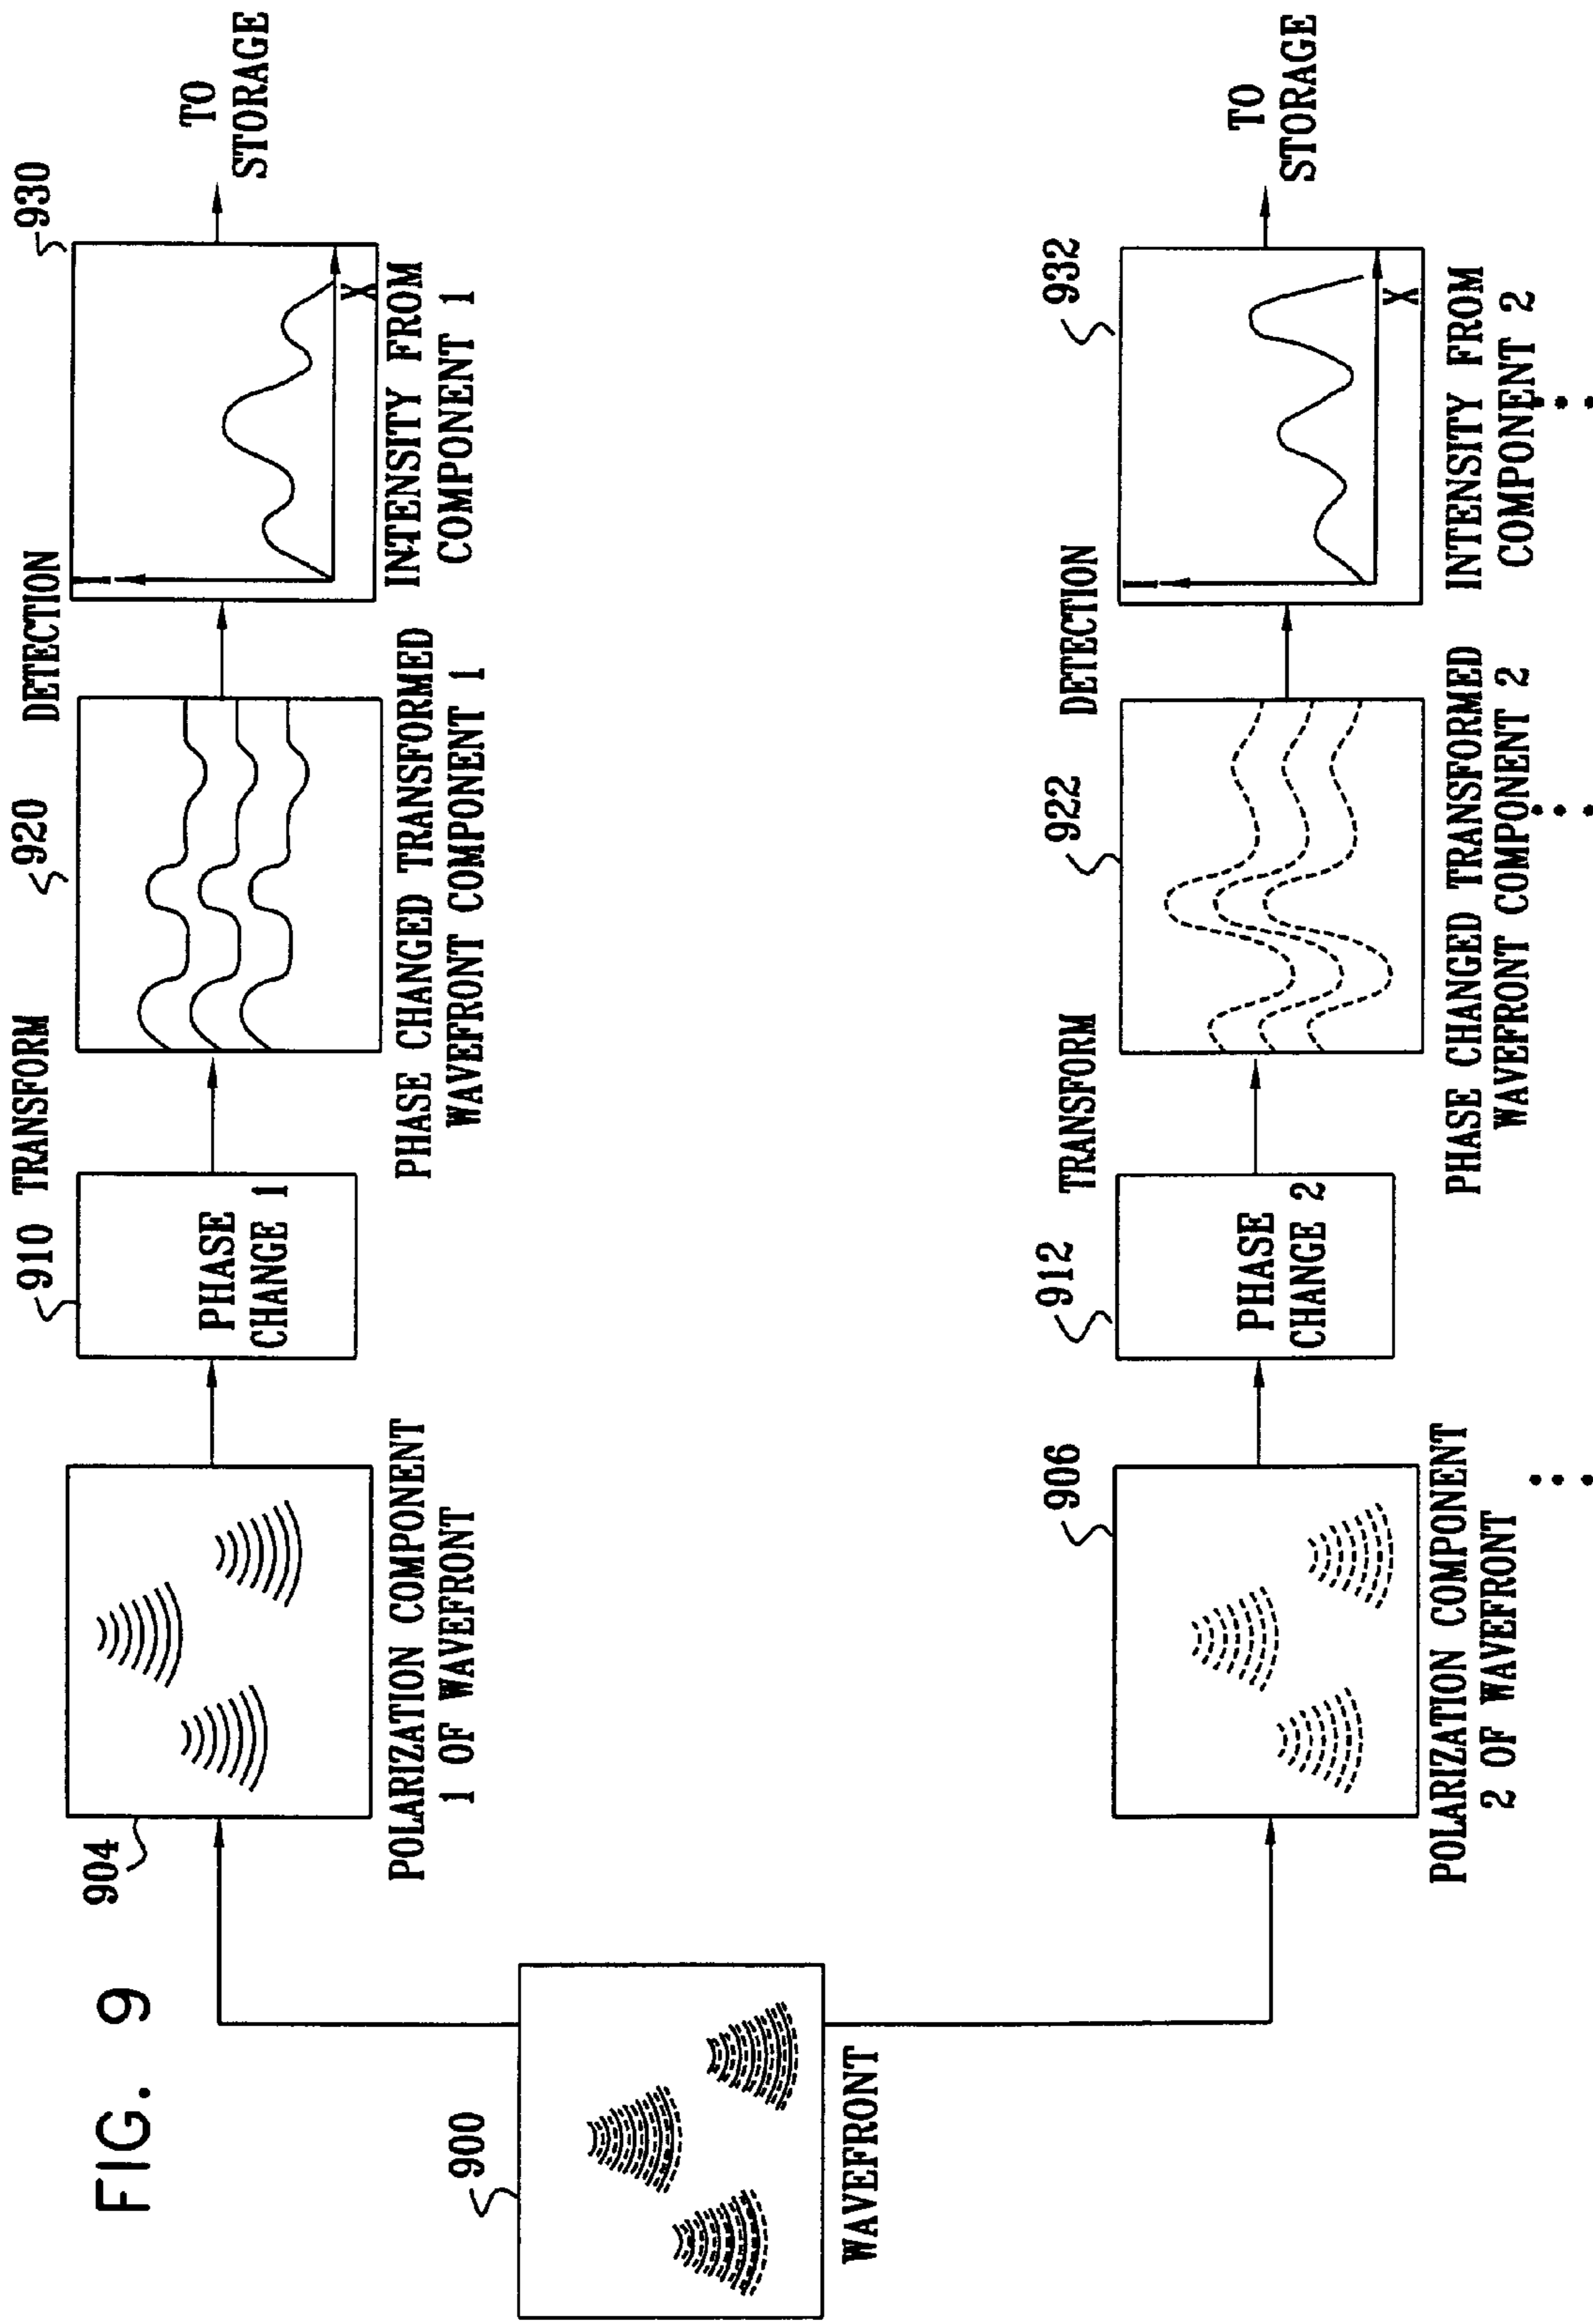 FIG. 9
900
WAVEFRONT
904
POLARIZATION COMPONENT
1 OF WAVEFRONT
910
TRANSFORM
PHASE
CHANGE 1
920
DETECTION
PHASE CHANGED TRANSFORMED
WAVEFRONT COMPONENT 1
930
I
X
INTENSITY FROM
COMPONENT 1
TO
STORAGE
906
POLARIZATION COMPONENT
2 OF WAVEFRONT
912
TRANSFORM
PHASE
CHANGE 2
922
DETECTION
PHASE CHANGED TRANSFORMED
WAVEFRONT COMPONENT 2
932
I
X
INTENSITY FROM
COMPONENT 2
TO
STORAGE